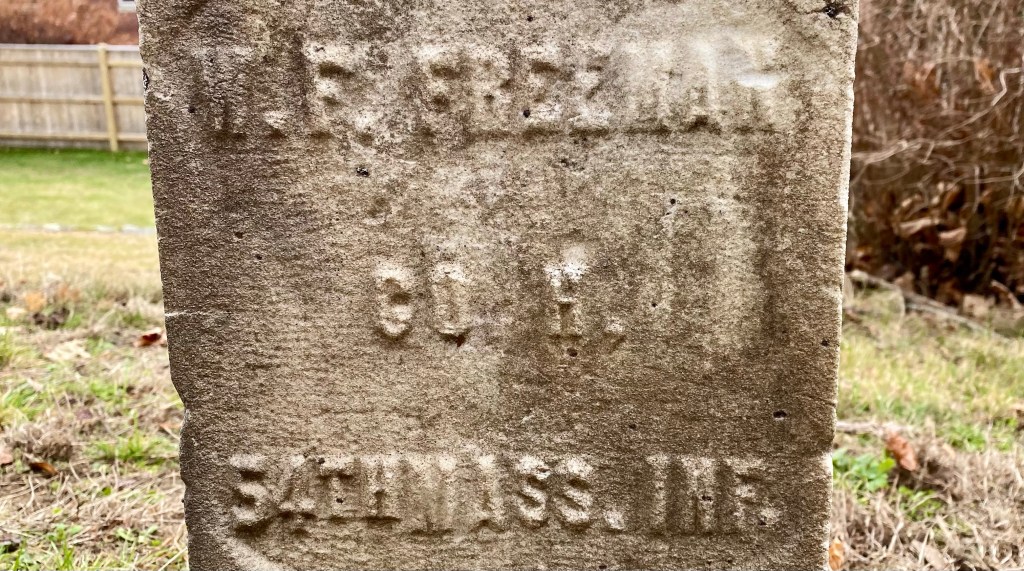 W. E. FREEMAN
CO. H.
54TH MASS. INF.